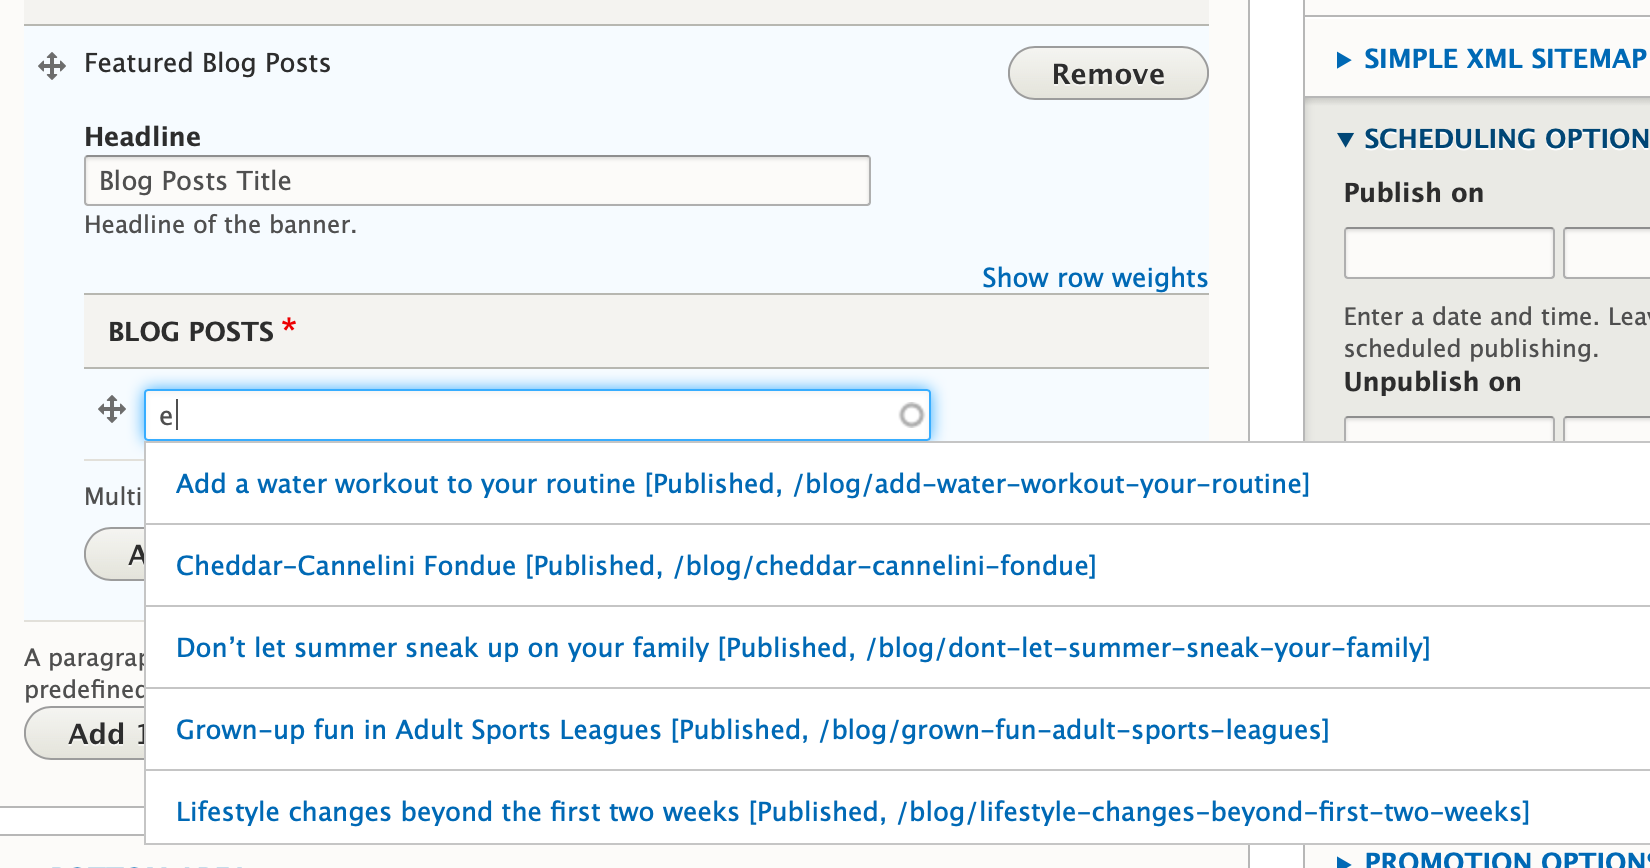 Featured Blog Posts
Remove
Headline
Blog Posts Title
Headline of the banner.
Show row weights
BLOG POSTS *
e
Add a water workout to your routine [Published, /blog/add-water-workout-your-routine]
Cheddar-Cannelini Fondue [Published, /blog/cheddar-cannelini-fondue]
Don’t let summer sneak up on your family [Published, /blog/dont-let-summer-sneak-your-family]
Grown-up fun in Adult Sports Leagues [Published, /blog/grown-fun-adult-sports-leagues]
Lifestyle changes beyond the first two weeks [Published, /blog/lifestyle-changes-beyond-first-two-weeks]
Multi
A
A paragrap
predefined
Add 1
SIMPLE XML SITEMAP
SCHEDULING OPTION
Publish on
Enter a date and time. Lea
scheduled publishing.
Unpublish on
PROMOTION OPTIONS